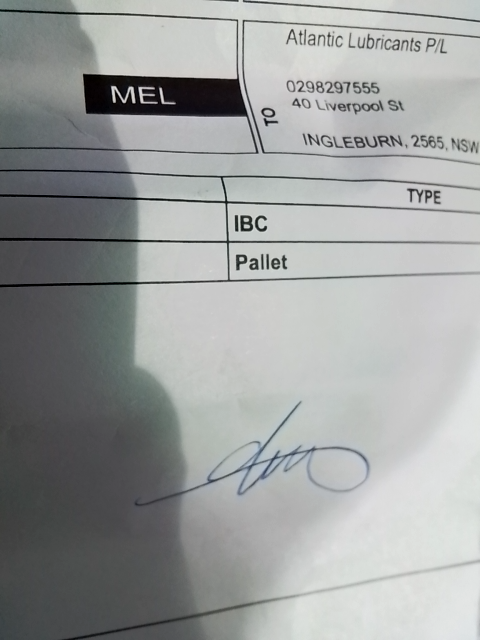 Atlantic Lubricants P/L
MEL
TO
0298297555
40 Liverpool St
INGLEBURN, 2565, NSW
TYPE
IBC
Pallet